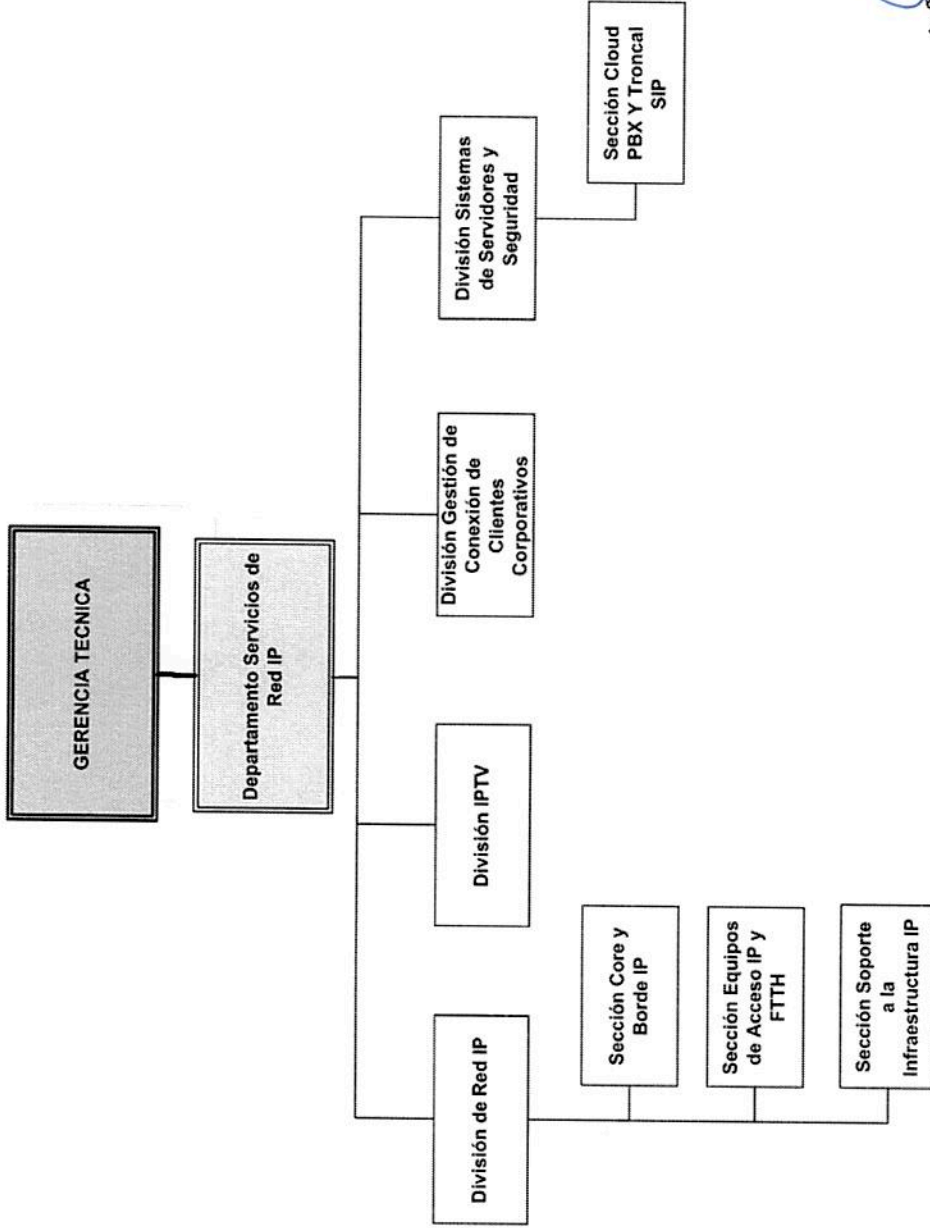 GERENCIA TECNICA
Departamento Servicios de
Red IP
División de Red IP
División IPTV
División Gestión de
Conexión de
Clientes
Corporativos
División Sistemas
de Servidores y
Seguridad
Sección Core y
Borde IP
Sección Equipos
de Acceso IP y
FTTH
Sección Soporte
a la
Infraestructura IP
Sección Cloud
PBX Y Troncal
SIP